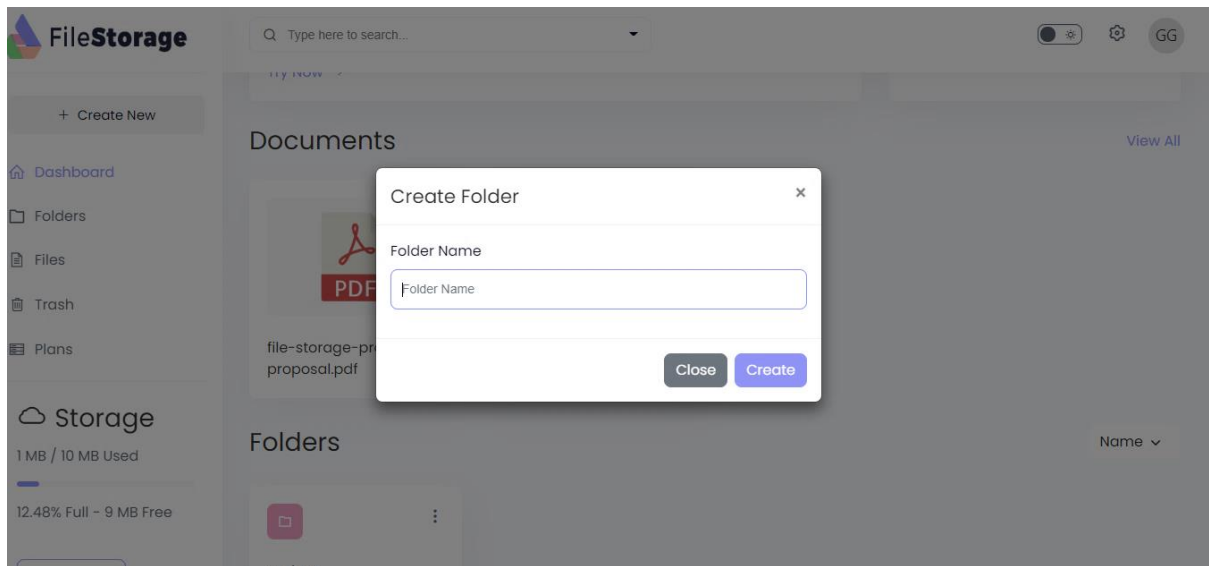 FileStorage
Type here to search...
GG
Try Now
+ Create New
Dashboard
Folders
Files
Trash
Plans
Storage
1 MB / 10 MB Used
12.48% Full - 9 MB Free
Documents
View All
PDF
file-storage-pr
proposal.pdf
Create Folder
×
Folder Name
Folder Name
Close
Create
Folders
Name